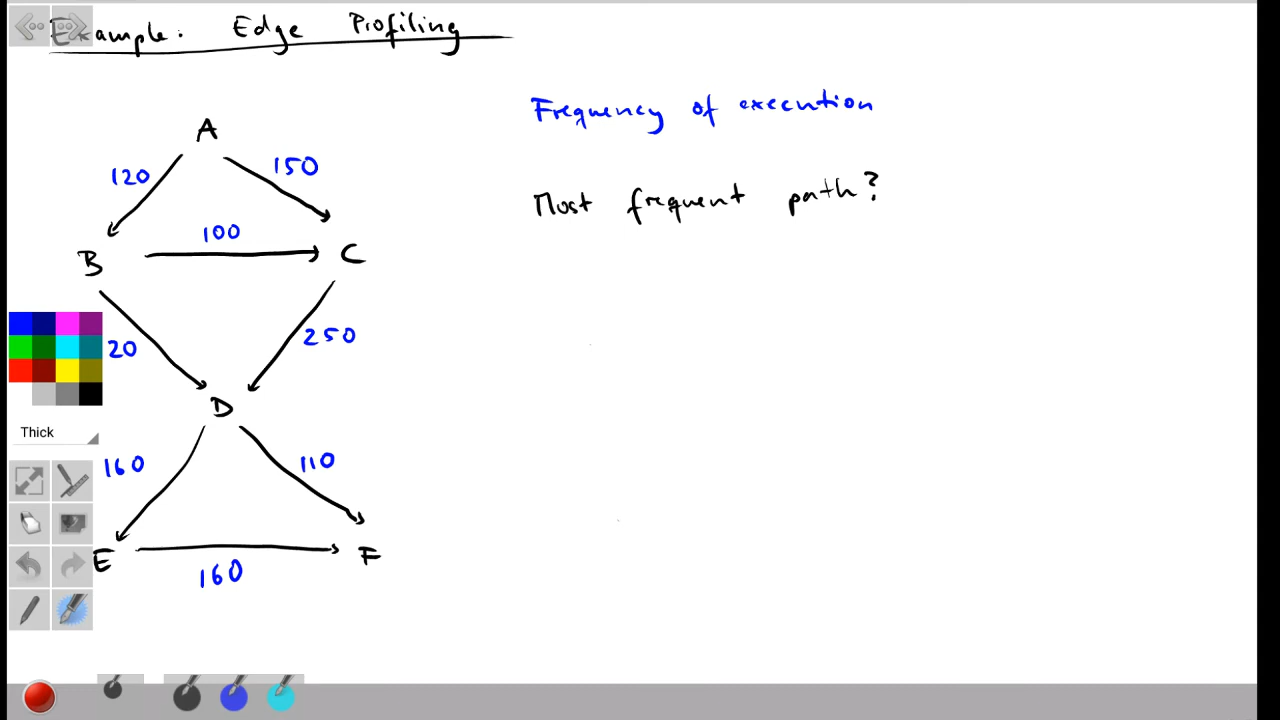 Example: Edge Profiling
Frequency of execution
Most frequent path?
A
120
150
B
100
C
20
250
D
Thick
160
110
E
160
F